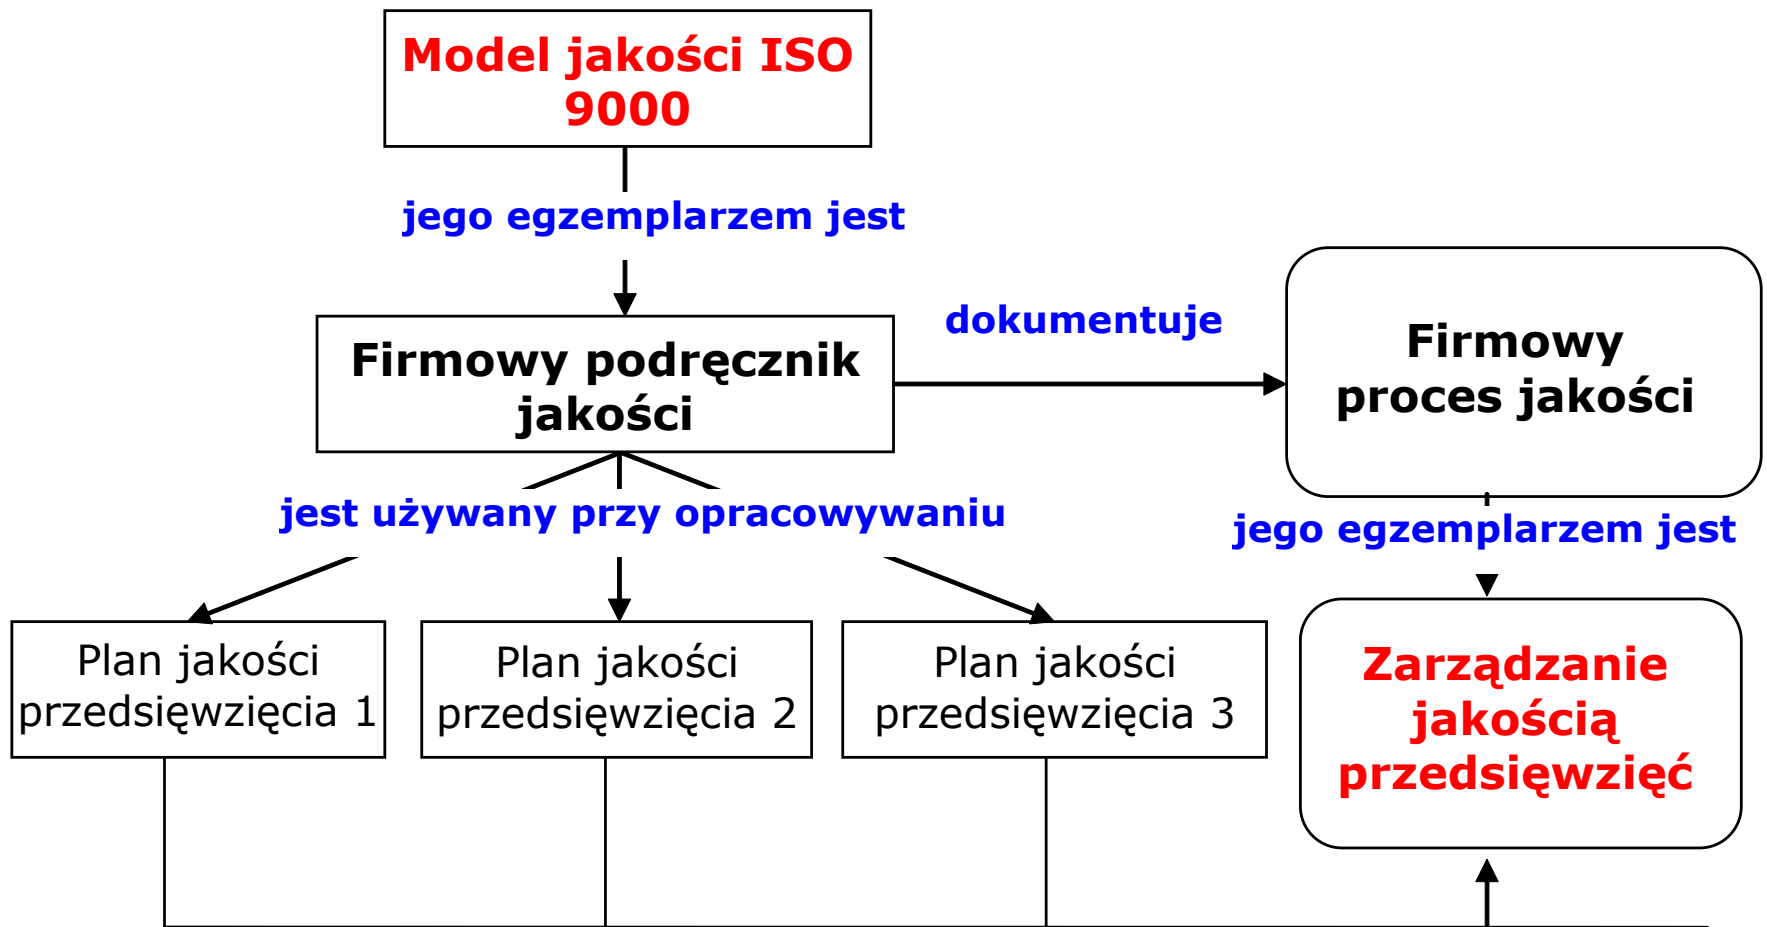 Model jakości ISO
9000
jego egzemplarzem jest
Firmowy podręcznik
jakości
dokumentuje
Firmowy
proces jakości
jest używany przy opracowywaniu
jego egzemplarzem jest
Plan jakości
przedsięwzięcia 1
Plan jakości
przedsięwzięcia 2
Plan jakości
przedsięwzięcia 3
Zarządzanie
jakością
przedsięwzięć